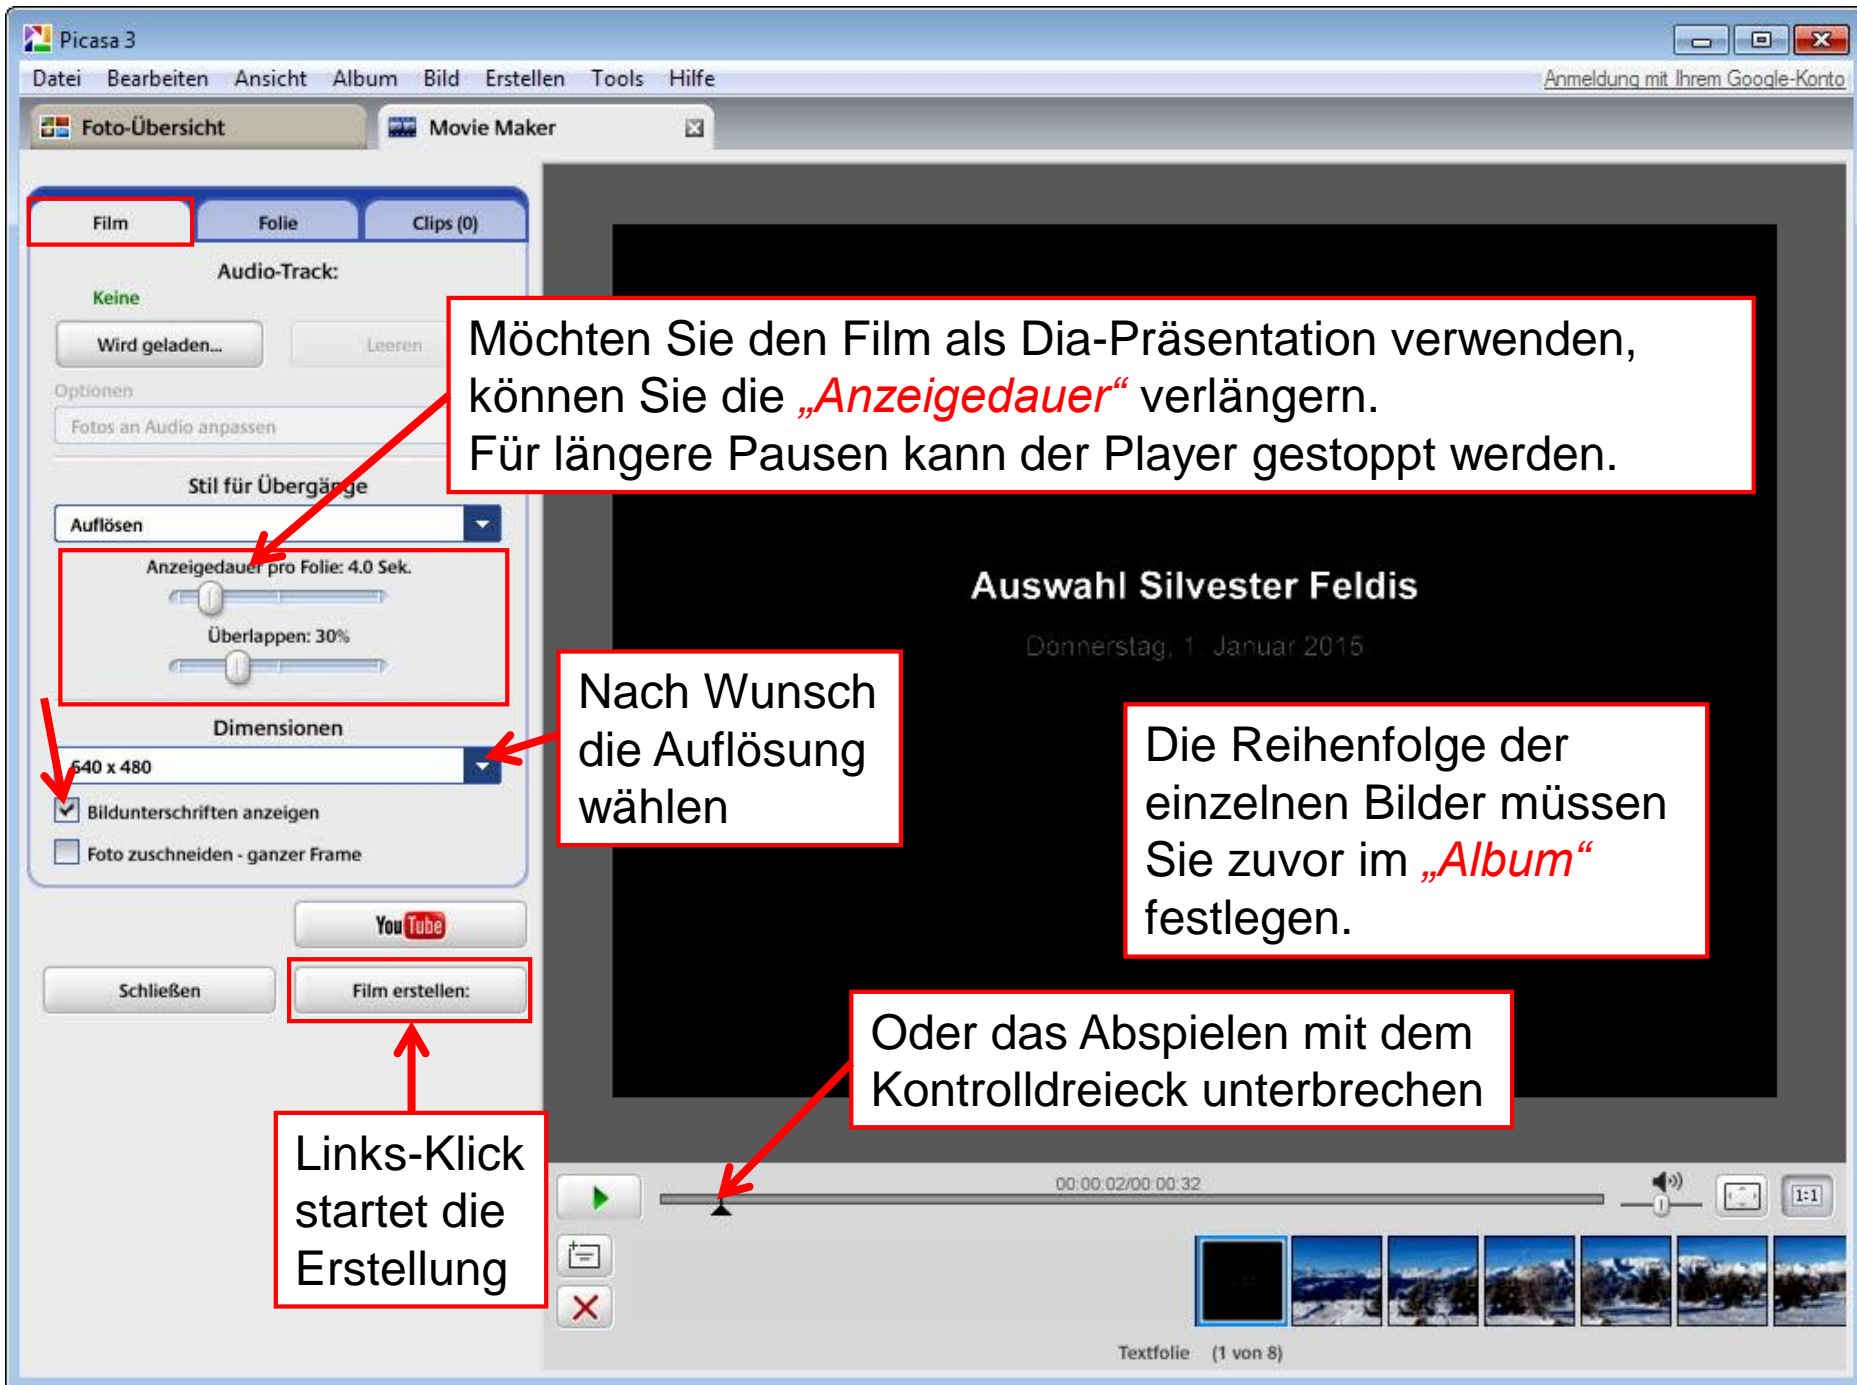 Picasa 3
Datei Bearbeiten Ansicht Album Bild Erstellen Tools Hilfe
Anmeldung mit Ihrem Google-Konto
Foto-Übersicht
Movie Maker
Film
Folie
Clips (0)
Audio-Track:
Keine
Wird geladen...
Leeren
Optionen
Fotos an Audio anpassen
Möchten Sie den Film als Dia-Präsentation verwenden,
können Sie die „Anzeigedauer“ verlängern.
Für längere Pausen kann der Player gestoppt werden.
Stil für Übergänge
Auflösen
Anzeigedauer pro Folie: 4.0 Sek.
Überlappen: 30%
Dimensionen
640 x 480
Bildunterschriften anzeigen
Foto zuschneiden - ganzer Frame
YouTube
Schließen
Film erstellen:
Auswahl Silvester Feldis
Donnerstag, 1. Januar 2015
Nach Wunsch
die Auflösung
wählen
Die Reihenfolge der
einzelnen Bilder müssen
Sie zuvor im „Album“
festlegen.
Oder das Abspielen mit dem
Kontrolldreieck unterbrechen
Links-Klick
startet die
Erstellung
00:00:02/00:00:32
1:1
Textfolie (1 von 8)